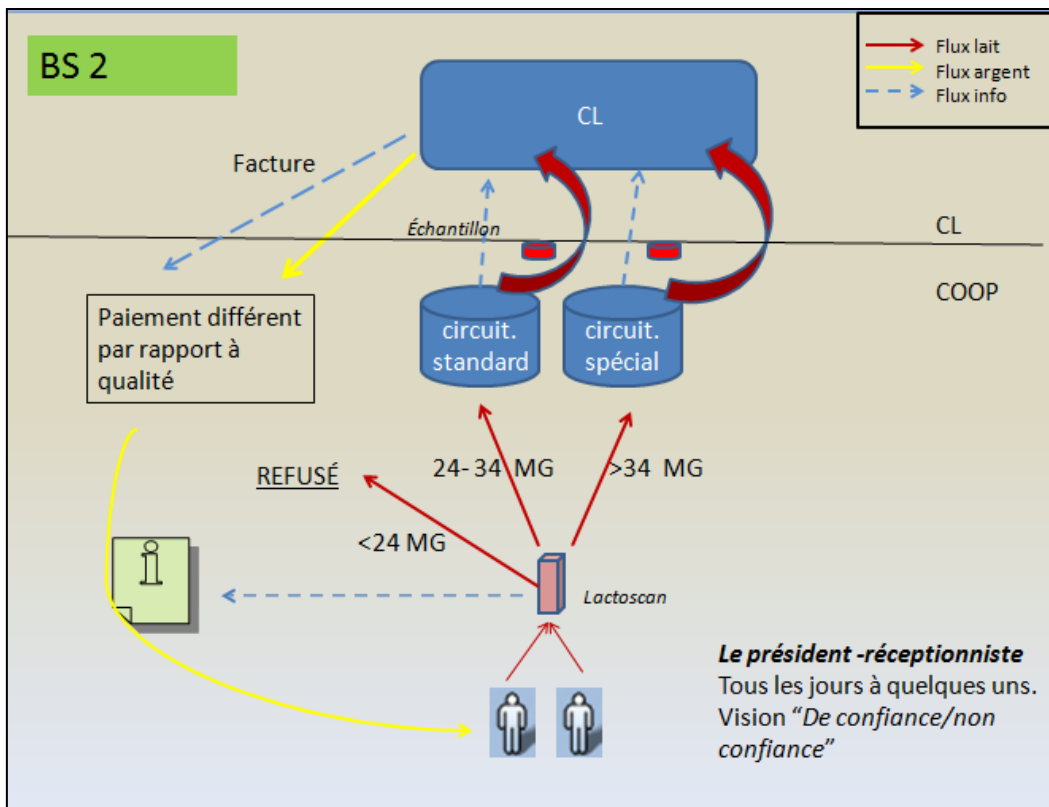 BS 2
Flux lait
Flux argent
Flux info
CL
Facture
Échantillon
CL
COOP
Paiement différent
par rapport à
qualité
circuit.
standard
circuit.
spécial
REFUSÉ
24- 34 MG
>34 MG
<24 MG
i
Lactoscan
Le président -réceptionniste
Tous les jours à quelques uns.
Vision “De confiance/non
confiance”